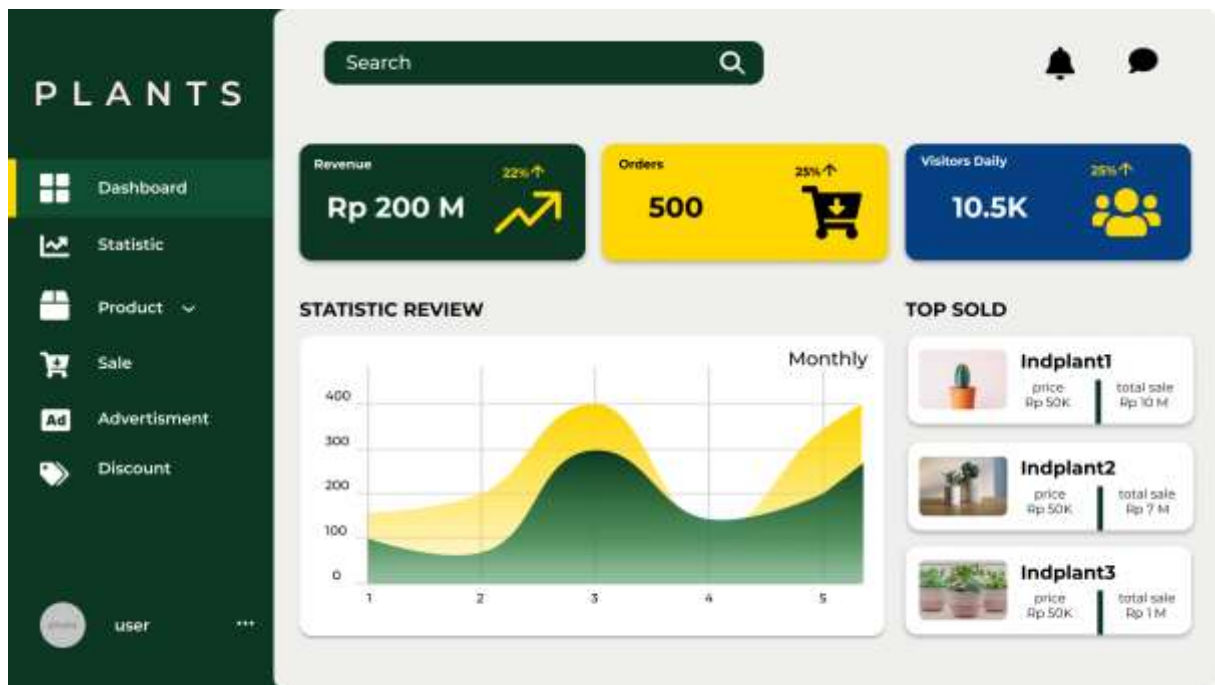 PLANTS
Dashboard
Statistic
Product
Sale
Ad Advertisment
Discount
user
Search
Revenue
22%
Rp 200 M
Orders
25%
500
Visitors Daily
25%
10.5K
STATISTIC REVIEW
Monthly
400
300
200
100
0
1 2 3 4 5
TOP SOLD
Indplant1
price total sale
Rp 50K Rp 10 M
Indplant2
price total sale
Rp 50K Rp 7 M
Indplant3
price total sale
Rp 50K Rp 1 M